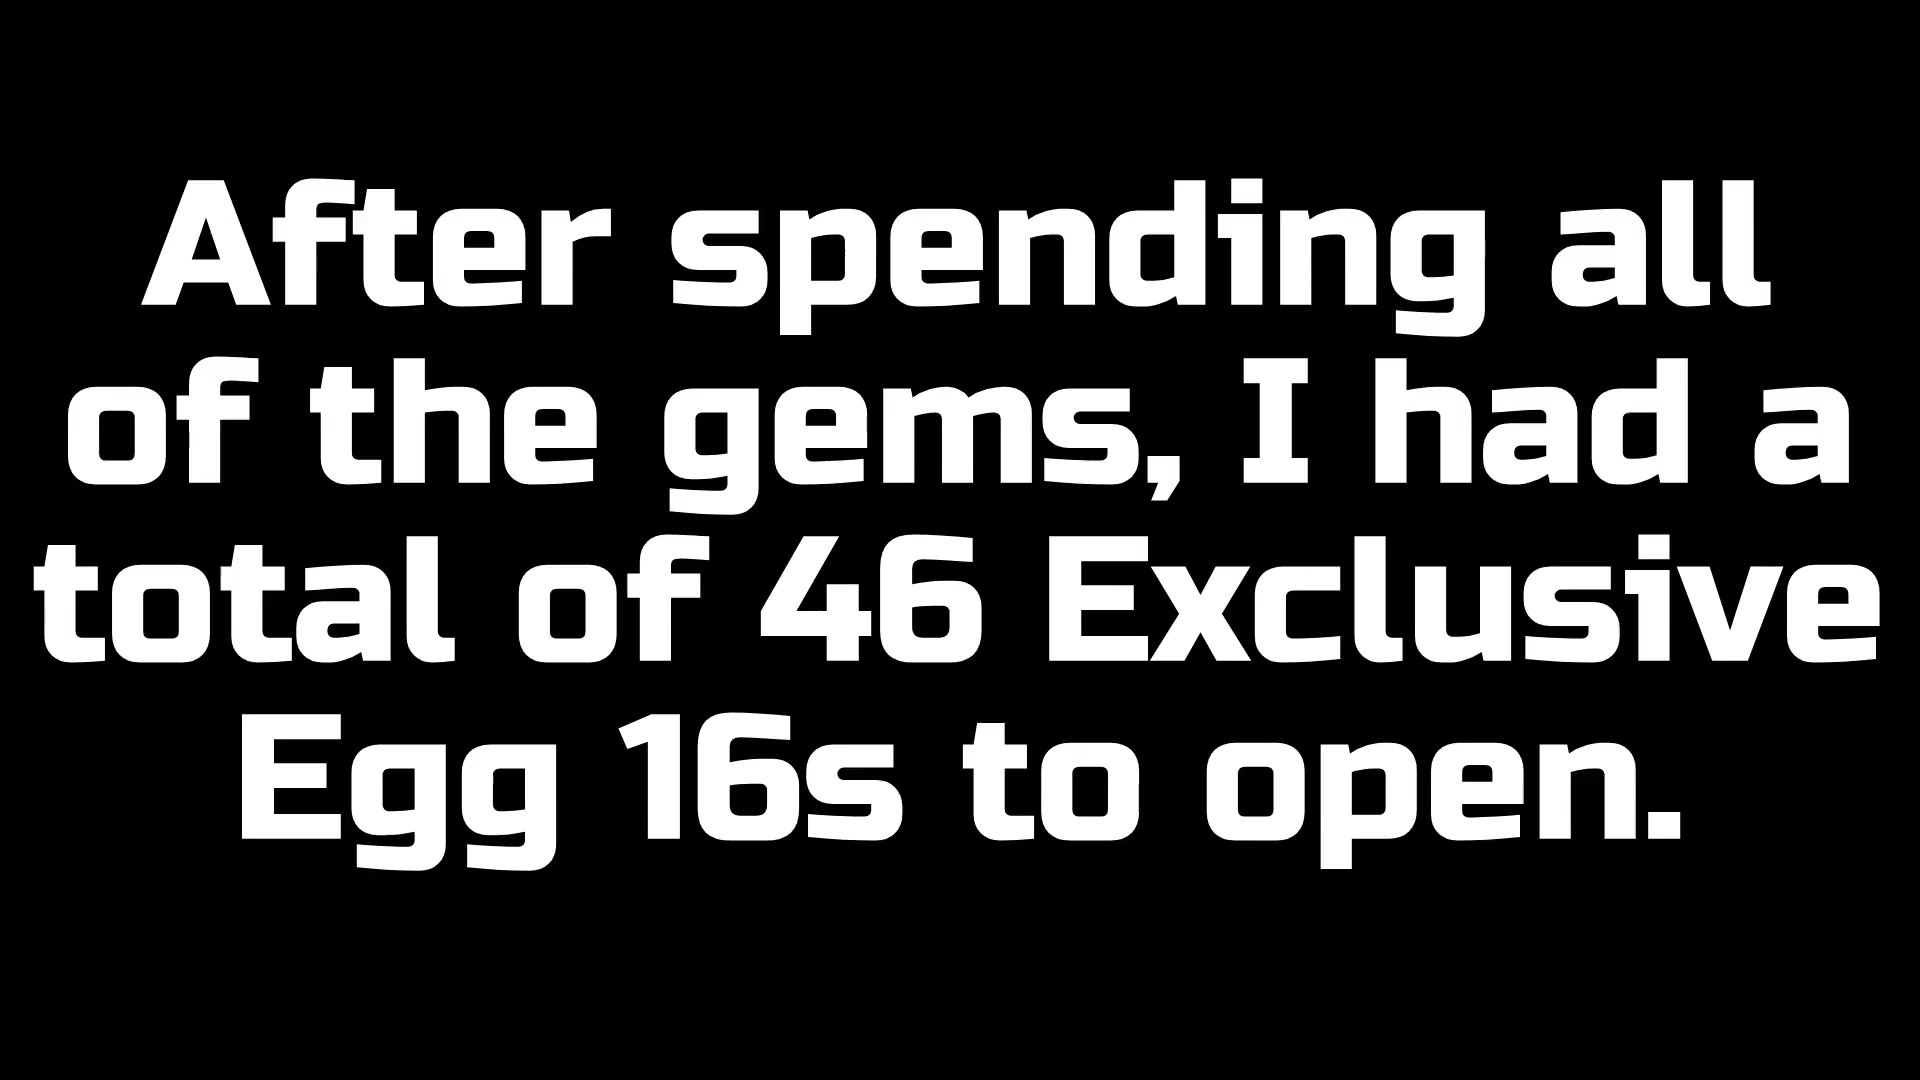 After spending all
of the gems, I had a
total of 46 Exclusive
Egg 16s to open.